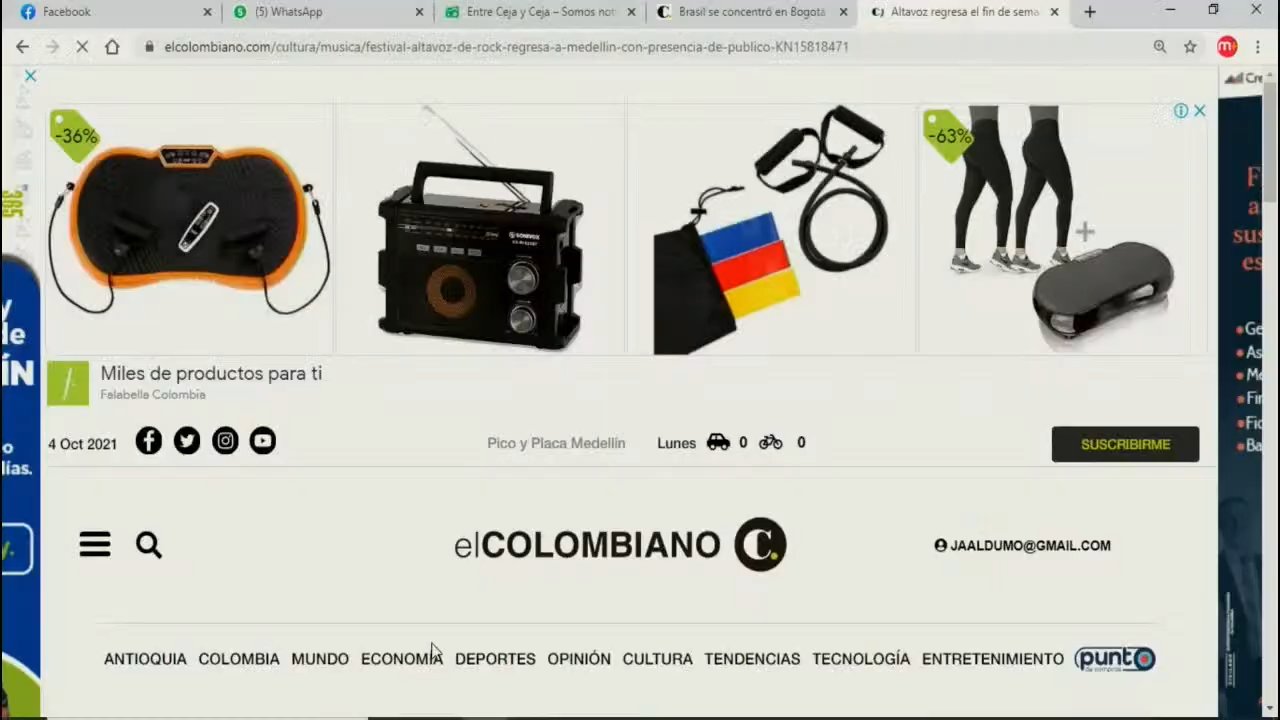 Facebook
(5) WhatsApp
Entre Ceja y Ceja – Somos not
Brasil se concentró en Bogotá
Altavoz regresa el fin de sema
elcolombiano.com/cultura/musica/festival-altavoz-de-rock-regresa-a-medellin-con-presencia-de-publico-KN15818471
-36%
-63%
Miles de productos para ti
Falabella Colombia
4 Oct 2021
Pico y Placa Medellín
Lunes
0
0
SUSCRIBIRME
elCOLOMBIANO
JAALDUMO@GMAIL.COM
ANTIOQUIA COLOMBIA MUNDO ECONOMÍA DEPORTES OPINIÓN CULTURA TENDENCIAS TECNOLOGÍA ENTRETENIMIENTO punto